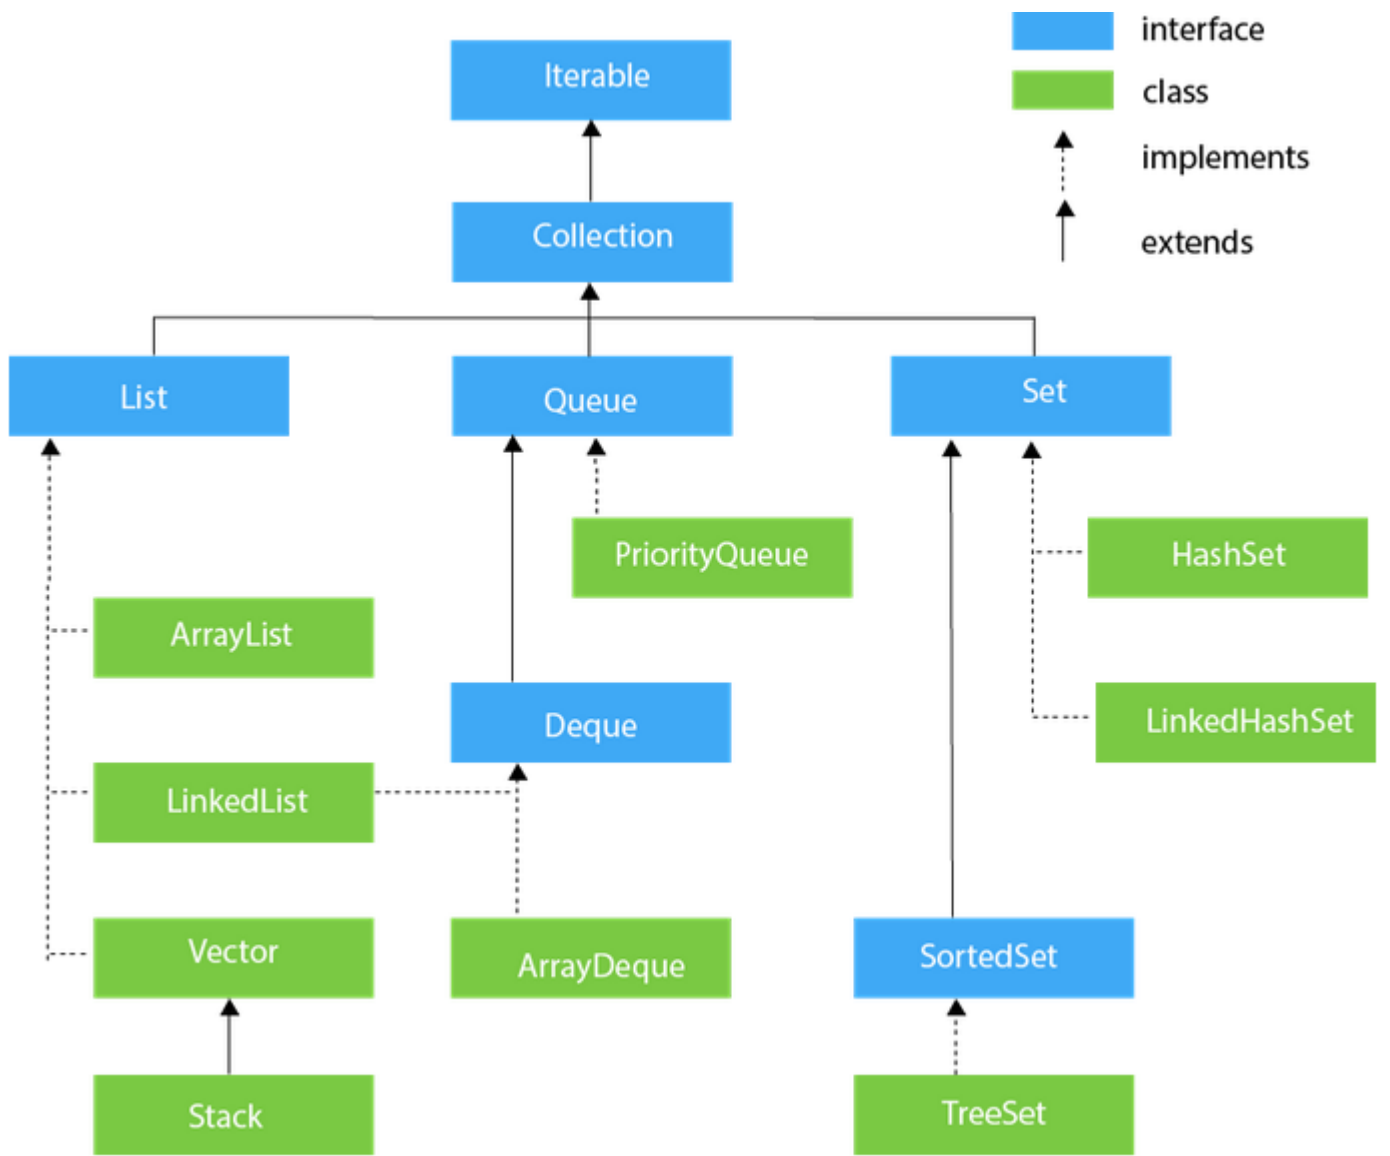 interface
Iterable
class
implements
Collection
extends
List
Queue
Set
PriorityQueue
HashSet
ArrayList
Deque
LinkedHashSet
LinkedList
Vector
ArrayDeque
SortedSet
Stack
TreeSet